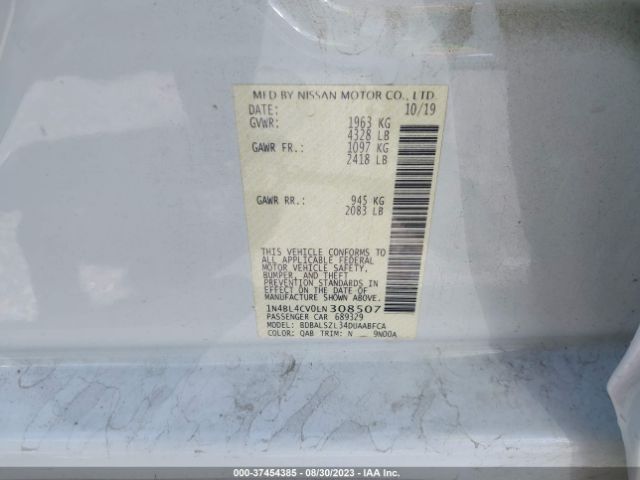 MFD BY NISSAN MOTOR CO., LTD.
DATE: 10/19
GVWR: 1963 KG
4328 LB
GAWR FR.: 1097 KG
2418 LB
GAWR RR.: 945 KG
2083 LB
THIS VEHICLE CONFORMS TO
ALL APPLICABLE FEDERAL
MOTOR VEHICLE SAFETY,
BUMPER, AND THEFT
PREVENTION STANDARDS IN
EFFECT ON THE DATE OF
MANUFACTURE SHOWN ABOVE.
1N4BL4CV0LN308507
PASSENGER CAR 689329
MODEL: BDBALSZL34DUAABFCA
COLOR: QAB TRIM: N 9N00A
000-37454385 - 08/30/2023 - IAA Inc.